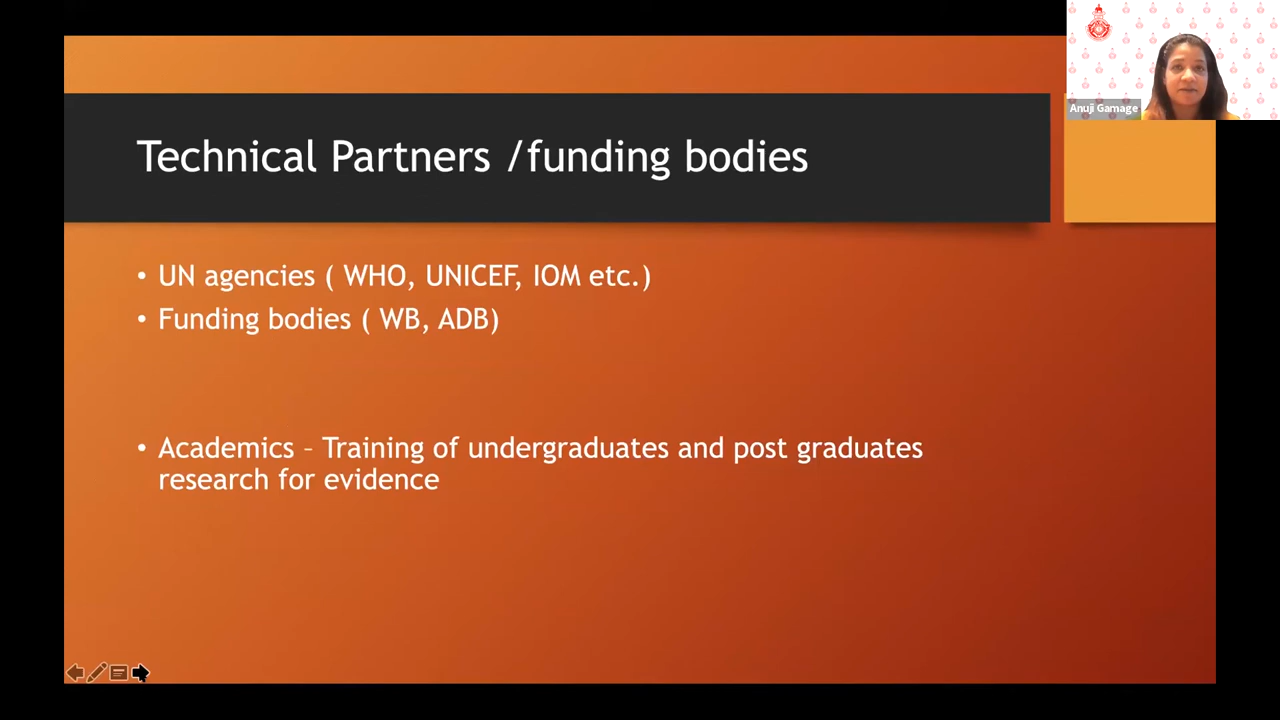 Anuji Gamage
Technical Partners /funding bodies
• UN agencies ( WHO, UNICEF, IOM etc.)
• Funding bodies ( WB, ADB)
• Academics – Training of undergraduates and post graduates
research for evidence